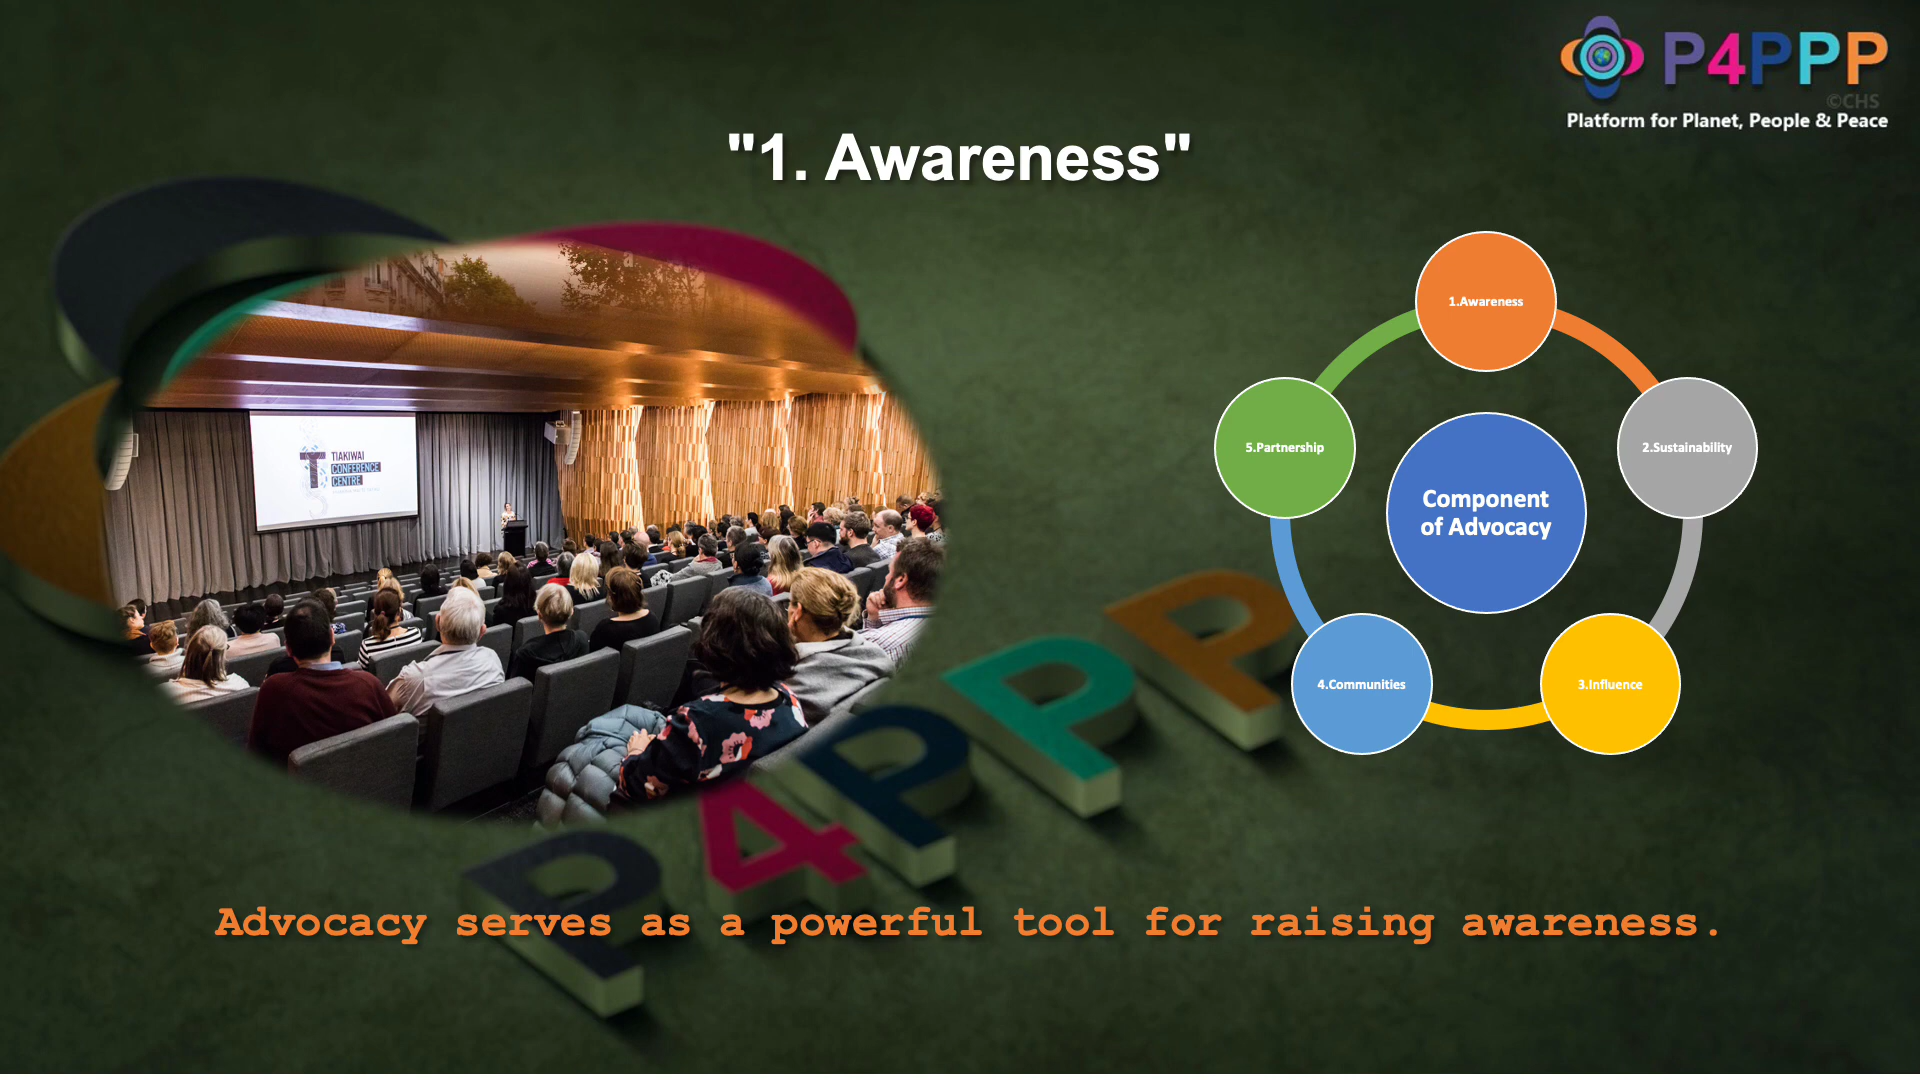 P4PPP
©CHS
Platform for Planet, People & Peace
"1. Awareness"
TIAKIWAI
CONFERENCE
CENTRE
1.Awareness
5.Partnership
2.Sustainability
Component
of Advocacy
4.Communities
3.Influence
P4PPP
Advocacy serves as a powerful tool for raising awareness.